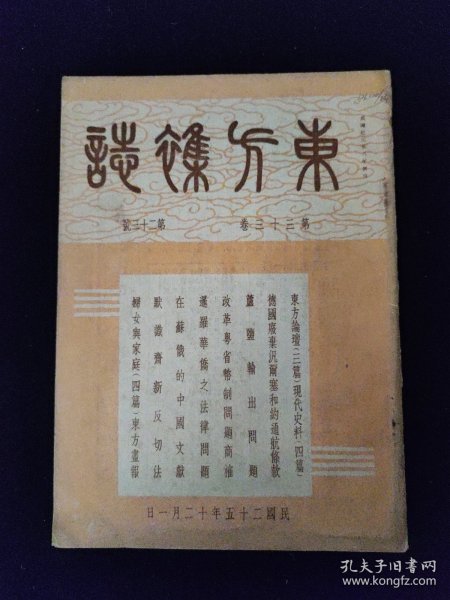 東方雜誌
第三十三卷
第二十三號
東方論壇(三篇)現代史料(四篇)
德國廢棄汎爾塞和約通航條款
蘆鹽輸出問題
改革粵省幣制問題商榷
暹羅華僑之法律問題
在蘇俄的中國文獻
默識齋新反切法
婦女與家庭(四篇)東方畫報
民國二十五年十二月一日
孔夫子旧书网
www.kongfz.com